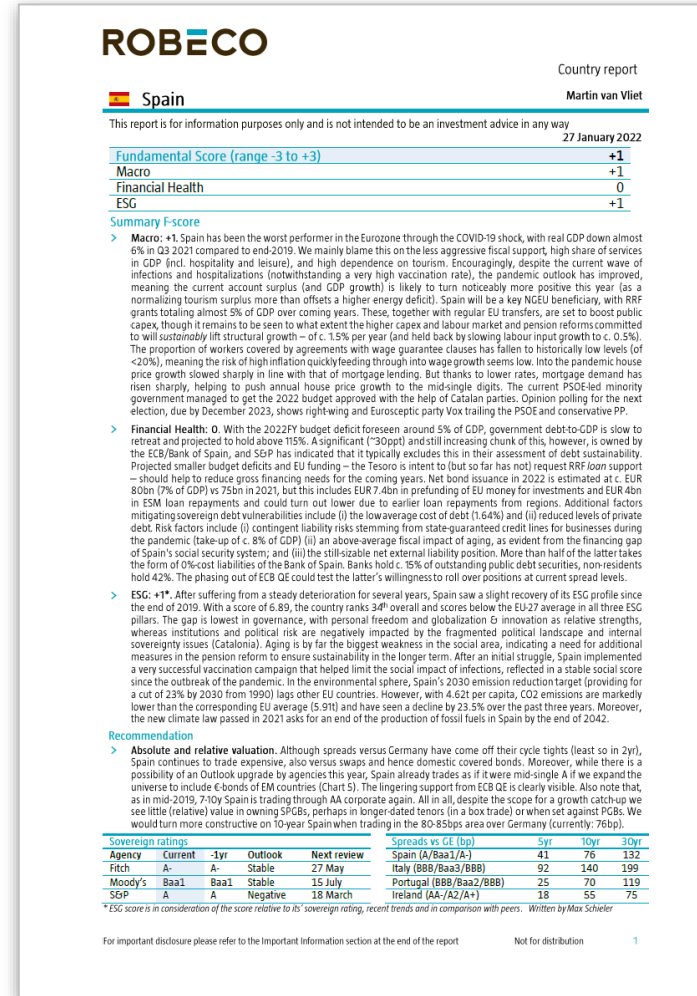 ROBECO
Country report
Spain
Martin van Vliet
This report is for information purposes only and is not intended to be an investment advice in any way
27 January 2022
Fundamental Score (range -3 to +3) +1
Macro +1
Financial Health 0
ESG +1
Summary F-score
> Macro: +1. Spain has been the worst performer in the Eurozone through the COVID-19 shock, with real GDP down almost
6% in Q3 2021 compared to end-2019. We mainly blame this on the less aggressive fiscal support, high share of services
in GDP (incl. hospitality and leisure), and high dependence on tourism. Encouragingly, despite the current wave of
infections and hospitalizations (notwithstanding a very high vaccination rate), the pandemic outlook has improved,
meaning the current account surplus (and GDP growth) is likely to turn noticeably more positive this year (as a
normalizing tourism surplus more than offsets a higher energy deficit). Spain will be a key NGEU beneficiary, with RRF
grants totaling almost 5% of GDP over coming years. These, together with regular EU transfers, are set to boost public
capex, though it remains to be seen to what extent the higher capex and labour market and pension reforms committed
to will sustainably lift structural growth – of c. 1.5% per year (and held back by slowing labour input growth to c. 0.5%).
The proportion of workers covered by agreements with wage guarantee clauses has fallen to historically low levels (of
<20%), meaning the risk of high inflation quickly feeding through into wage growth seems low. Into the pandemic house
price growth slowed sharply in line with that of mortgage lending. But thanks to lower rates, mortgage demand has
risen sharply, helping to push annual house price growth to the mid-single digits. The current PSOE-led minority
government managed to get the 2022 budget approved with the help of Catalan parties. Opinion polling for the next
election, due by December 2023, shows right-wing and Eurosceptic party Vox trailing the PSOE and conservative PP.
> Financial Health: 0. With the 2022FY budget deficit foreseen around 5% of GDP, government debt-to-GDP is slow to
retreat and projected to hold above 115%. A significant (~30ppt) and still increasing chunk of this, however, is owned by
the ECB/Bank of Spain, and S&P has indicated that it typically excludes this in their assessment of debt sustainability.
Projected smaller budget deficits and EU funding – the Tesoro is intent to (but so far has not) request RRF loan support
– should help to reduce gross financing needs for the coming years. Net bond issuance in 2022 is estimated at c. EUR
80bn (7% of GDP) vs 75bn in 2021, but this includes EUR 7.4bn in prefunding of EU money for investments and EUR 4bn
in ESM loan repayments and could turn out lower due to earlier loan repayments from regions. Additional factors
mitigating sovereign debt vulnerabilities include (i) the low average cost of debt (1.64%) and (ii) reduced levels of private
debt. Risk factors include (i) contingent liability risks stemming from state-guaranteed credit lines for businesses during
the pandemic (take-up of c. 8% of GDP) (ii) an above-average fiscal impact of aging, as evident from the financing gap
of Spain's social security system; and (iii) the still-sizable net external liability position. More than half of the latter takes
the form of 0%-cost liabilities of the Bank of Spain. Banks hold c. 15% of outstanding public debt securities, non-residents
hold 42%. The phasing out of ECB QE could test the latter's willingness to roll over positions at current spread levels.
> ESG: +1*. After suffering from a steady deterioration for several years, Spain saw a slight recovery of its ESG profile since
the end of 2019. With a score of 6.89, the country ranks 34th overall and scores below the EU-27 average in all three ESG
pillars. The gap is lowest in governance, with personal freedom and globalization & innovation as relative strengths,
whereas institutions and political risk are negatively impacted by the fragmented political landscape and internal
sovereignty issues (Catalonia). Aging is by far the biggest weakness in the social area, indicating a need for additional
measures in the pension reform to ensure sustainability in the longer term. After an initial struggle, Spain implemented
a very successful vaccination campaign that helped limit the social impact of infections, reflected in a stable social score
since the outbreak of the pandemic. In the environmental sphere, Spain's 2030 emission reduction target (providing for
a cut of 23% by 2030 from 1990) lags other EU countries. However, with 4.62t per capita, CO2 emissions are markedly
lower than the corresponding EU average (5.91t) and have seen a decline by 23.5% over the past three years. Moreover,
the new climate law passed in 2021 asks for an end of the production of fossil fuels in Spain by the end of 2042.
Recommendation
> Absolute and relative valuation. Although spreads versus Germany have come off their cycle tights (least so in 2yr),
Spain continues to trade expensive, also versus swaps and hence domestic covered bonds. Moreover, while there is a
possibility of an Outlook upgrade by agencies this year, Spain already trades as if it were mid-single A if we expand the
universe to include €-bonds of EM countries (Chart 5). The lingering support from ECB QE is clearly visible. Also note that,
as in mid-2019, 7-10y Spain is trading through AA corporate again. All in all, despite the scope for a growth catch-up we
see little (relative) value in owning SPGBs, perhaps in longer-dated tenors (in a box trade) or when set against PGBs. We
would turn more constructive on 10-year Spain when trading in the 80-85bps area over Germany (currently: 76bp).
Sovereign ratings
Agency Current -1yr Outlook Next review
Fitch A- A- Stable 27 May
Moody's Baa1 Baa1 Stable 15 July
S&P A A Negative 18 March
Spreads vs GE (bp) 5yr 10yr 30yr
Spain (A/Baa1/A-) 41 76 132
Italy (BBB/Baa3/BBB) 92 140 199
Portugal (BBB/Baa2/BBB) 25 70 119
Ireland (AA-/A2/A+) 18 55 75
* ESG score is in consideration of the score relative to its' sovereign rating, recent trends and in comparison with peers. Written by Max Schieler
For important disclosure please refer to the Important Information section at the end of the report Not for distribution 1